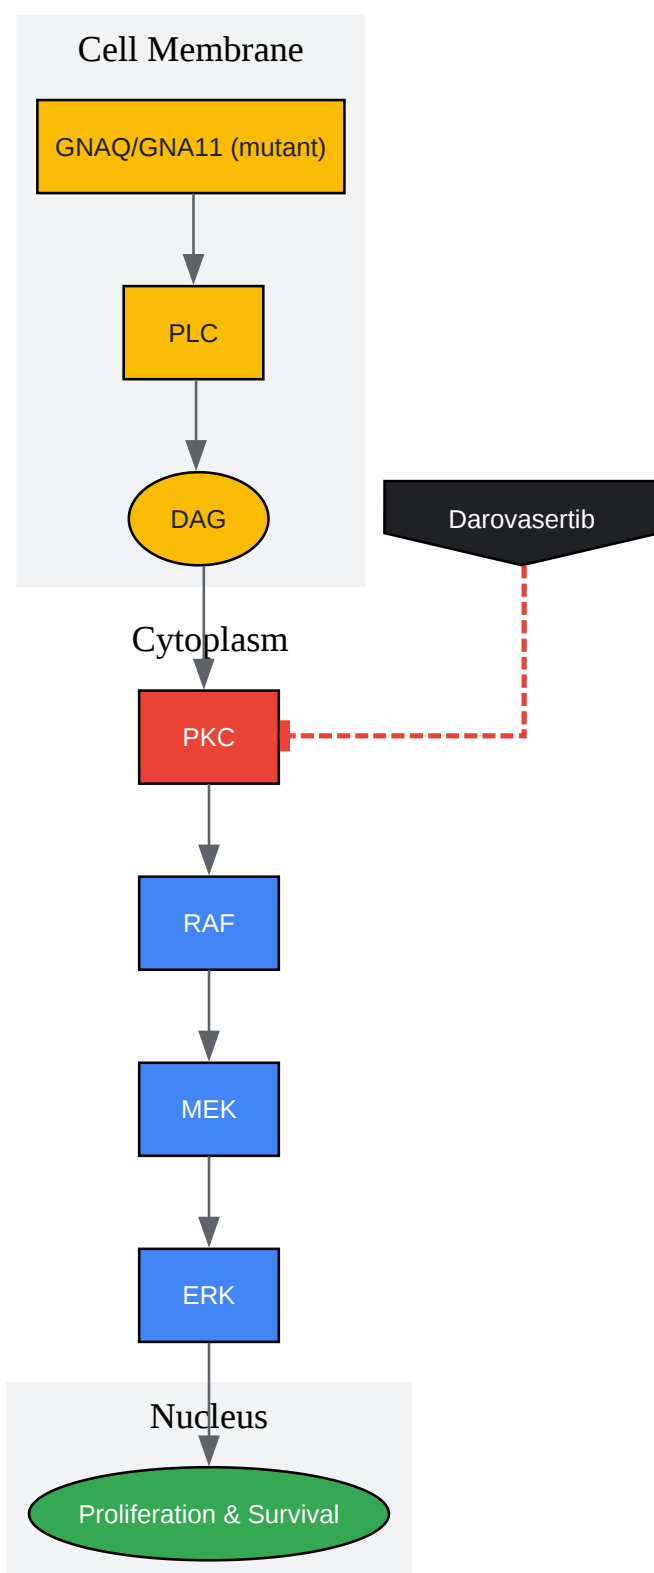 Cell Membrane
GNAQ/GNA11 (mutant)
PLC
DAG
Darovasertib
Cytoplasm
PKC
RAF
MEK
ERK
Nucleus
Proliferation & Survival